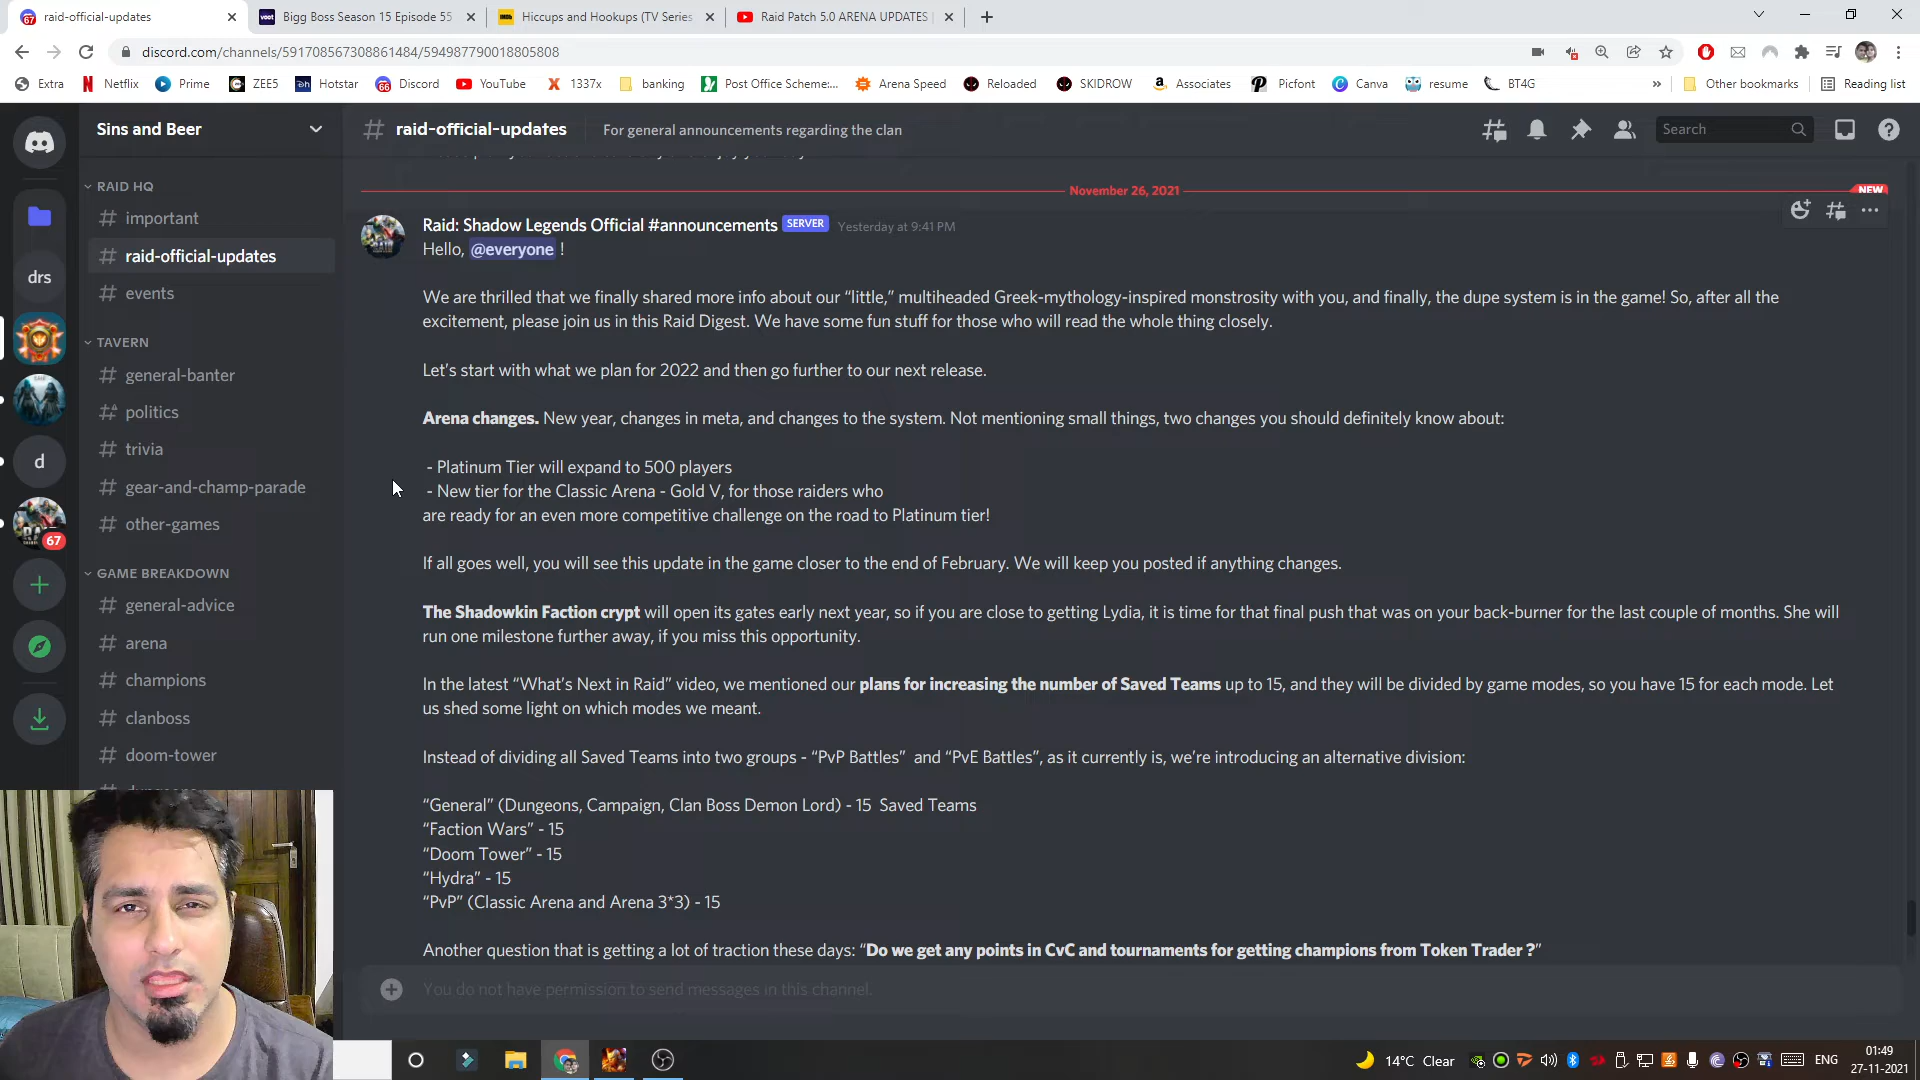 raid-official-updates
Bigg Boss Season 15 Episode 55
Hiccups and Hookups (TV Series
Raid Patch 5.0 ARENA UPDATES
discord.com/channels/591708567308861484/594987790018805808
Extra Netflix Prime ZEE5 Hotstar Discord YouTube 1337x banking Post Office Scheme:... Arena Speed Reloaded SKIDROW Associates Picfont Canva resume BT4G » Other bookmarks Reading list
Sins and Beer
# raid-official-updates For general announcements regarding the clan
Search
RAID HQ
# important
# raid-official-updates
# events
TAVERN
# general-banter
# politics
# trivia
# gear-and-champ-parade
# other-games
GAME BREAKDOWN
# general-advice
# arena
# champions
# clanboss
# doom-tower
drs
d
67
November 26, 2021
NEW
Raid: Shadow Legends Official #announcements SERVER Yesterday at 9:41 PM
Hello, @everyone !
We are thrilled that we finally shared more info about our “little,” multiheaded Greek-mythology-inspired monstrosity with you, and finally, the dupe system is in the game! So, after all the
excitement, please join us in this Raid Digest. We have some fun stuff for those who will read the whole thing closely.
Let’s start with what we plan for 2022 and then go further to our next release.
Arena changes. New year, changes in meta, and changes to the system. Not mentioning small things, two changes you should definitely know about:
- Platinum Tier will expand to 500 players
- New tier for the Classic Arena - Gold V, for those raiders who
are ready for an even more competitive challenge on the road to Platinum tier!
If all goes well, you will see this update in the game closer to the end of February. We will keep you posted if anything changes.
The Shadowkin Faction crypt will open its gates early next year, so if you are close to getting Lydia, it is time for that final push that was on your back-burner for the last couple of months. She will
run one milestone further away, if you miss this opportunity.
In the latest “What’s Next in Raid” video, we mentioned our plans for increasing the number of Saved Teams up to 15, and they will be divided by game modes, so you have 15 for each mode. Let
us shed some light on which modes we meant.
Instead of dividing all Saved Teams into two groups - “PvP Battles” and “PvE Battles”, as it currently is, we’re introducing an alternative division:
“General” (Dungeons, Campaign, Clan Boss Demon Lord) - 15 Saved Teams
“Faction Wars” - 15
“Doom Tower” - 15
“Hydra” - 15
“PvP” (Classic Arena and Arena 3*3) - 15
Another question that is getting a lot of traction these days: “Do we get any points in CvC and tournaments for getting champions from Token Trader ?”
You do not have permission to send messages in this channel.
14°C Clear
ENG
01:49
27-11-2021